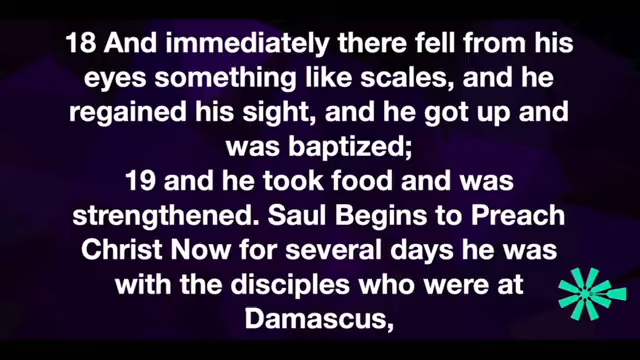 18 And immediately there fell from his
eyes something like scales, and he
regained his sight, and he got up and
was baptized;
19 and he took food and was
strengthened. Saul Begins to Preach
Christ Now for several days he was
with the disciples who were at
Damascus,